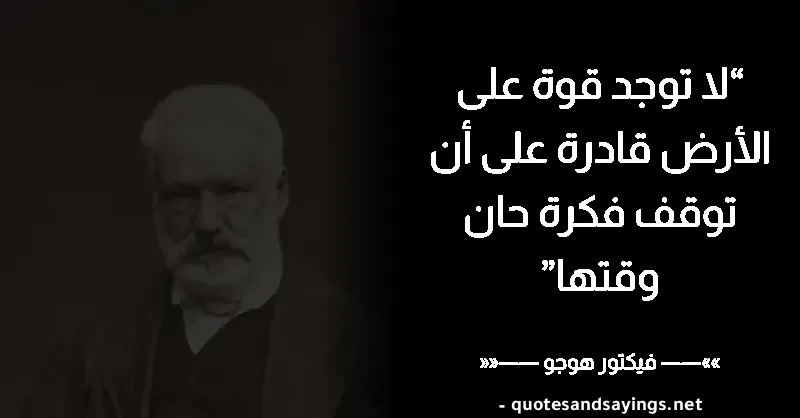 “لا توجد قوة على
الأرض قادرة على أن
توقف فكرة حان
وقتها”
»»—— فيكتور هوجو ——««
- quotesandsayings.net